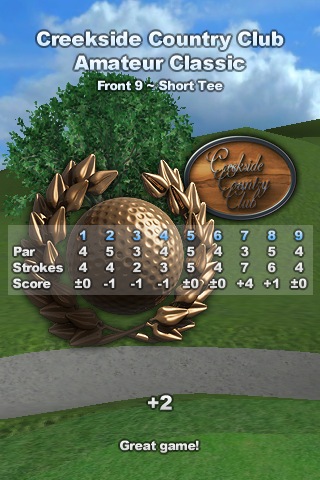 Creekside Country Club
Amateur Classic
Front 9 ~ Short Tee
Creekside
Country
Club
1 2 3 4 5 6 7 8 9
Par 4 5 3 4 5 4 3 5 4
Strokes 4 4 2 3 5 4 7 6 4
Score ±0 -1 -1 -1 ±0 ±0 +4 +1 ±0
+2
Great game!